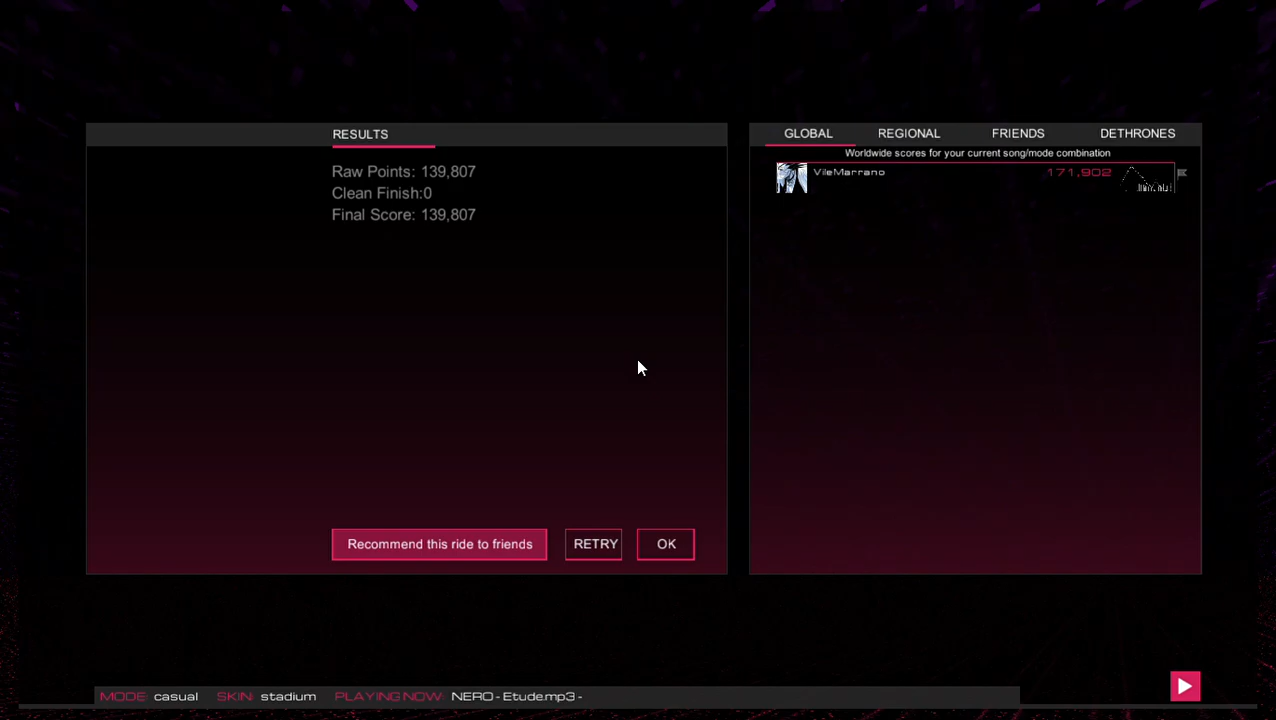 RESULTS
Raw Points: 139,807
Clean Finish:0
Final Score: 139,807
Recommend this ride to friends
RETRY
OK
GLOBAL REGIONAL FRIENDS DETHRONES
Worldwide scores for your current song/mode combination
VileMarrano 171,902
MODE: casual SKIN: stadium PLAYING NOW: NERO - Etude.mp3 -